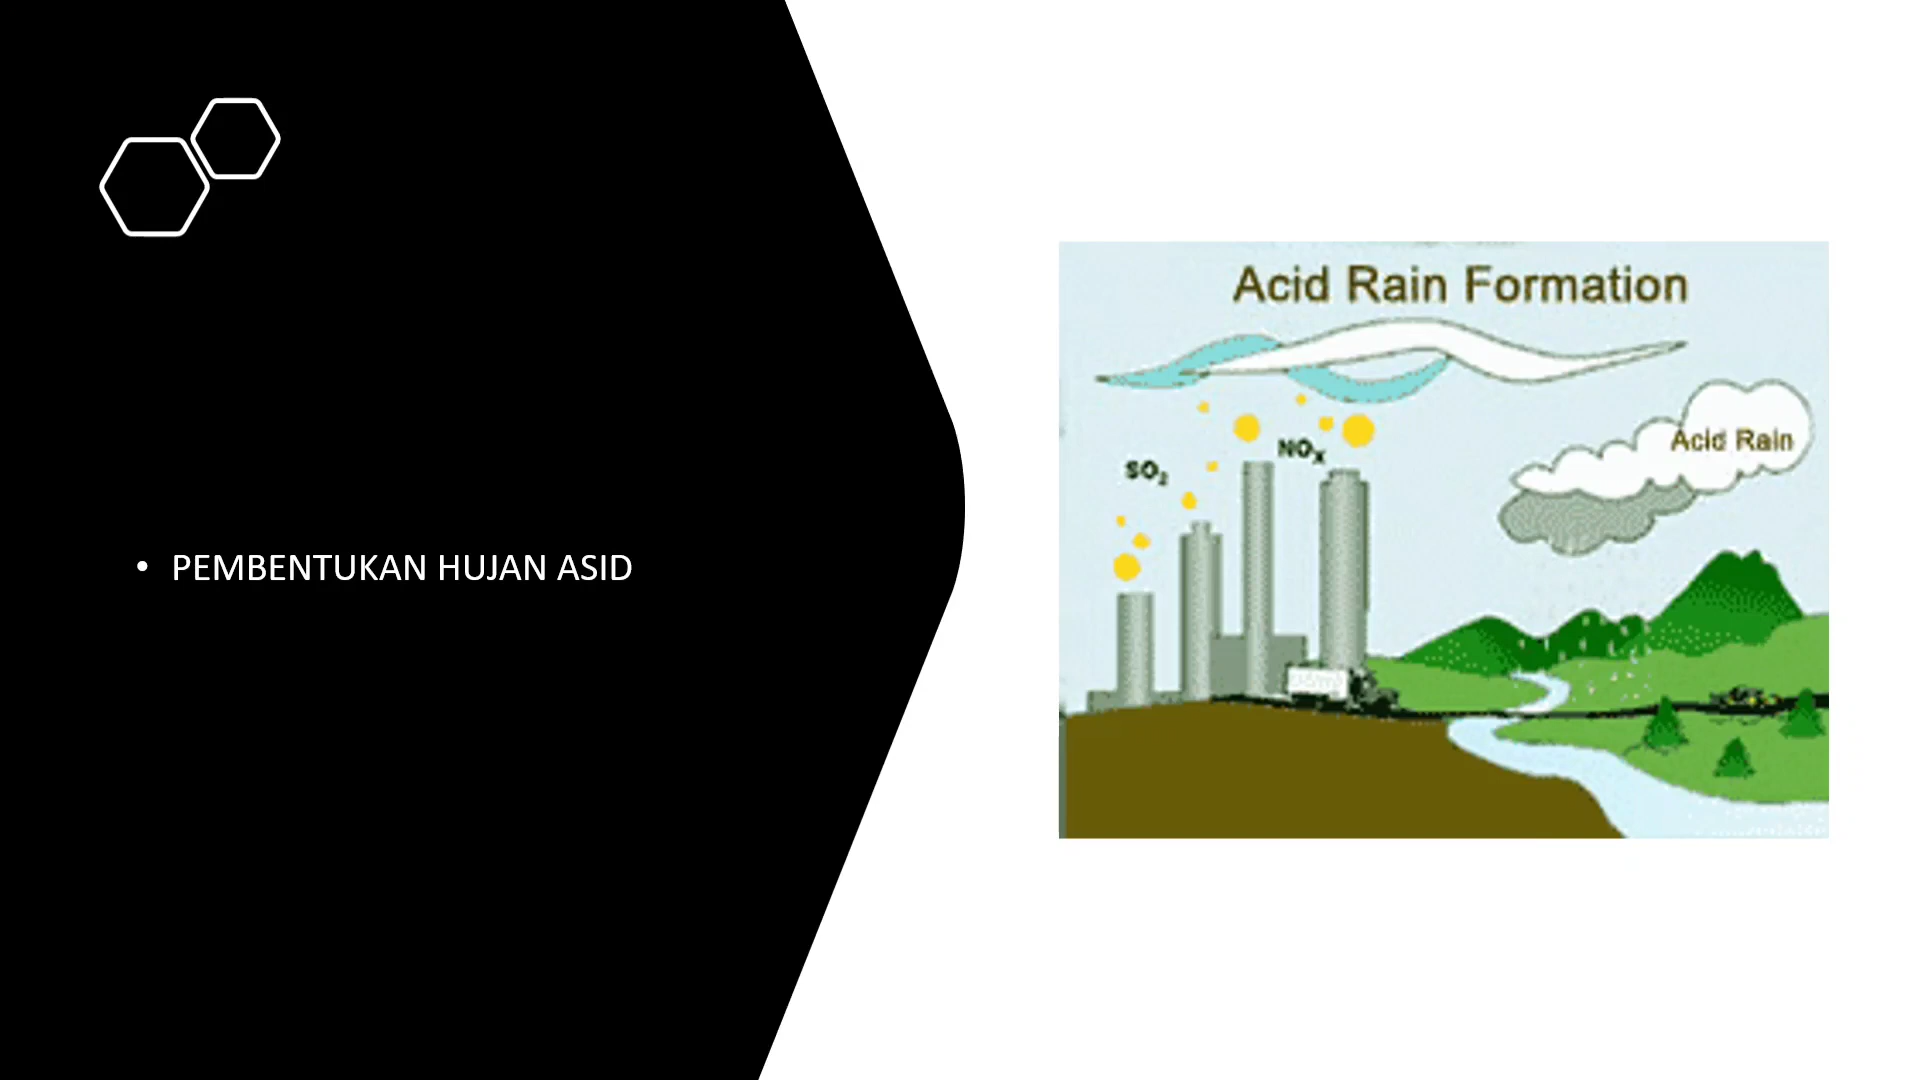 • PEMBENTUKAN HUJAN ASID
Acid Rain Formation
Acid Rain
NOx
SO₂